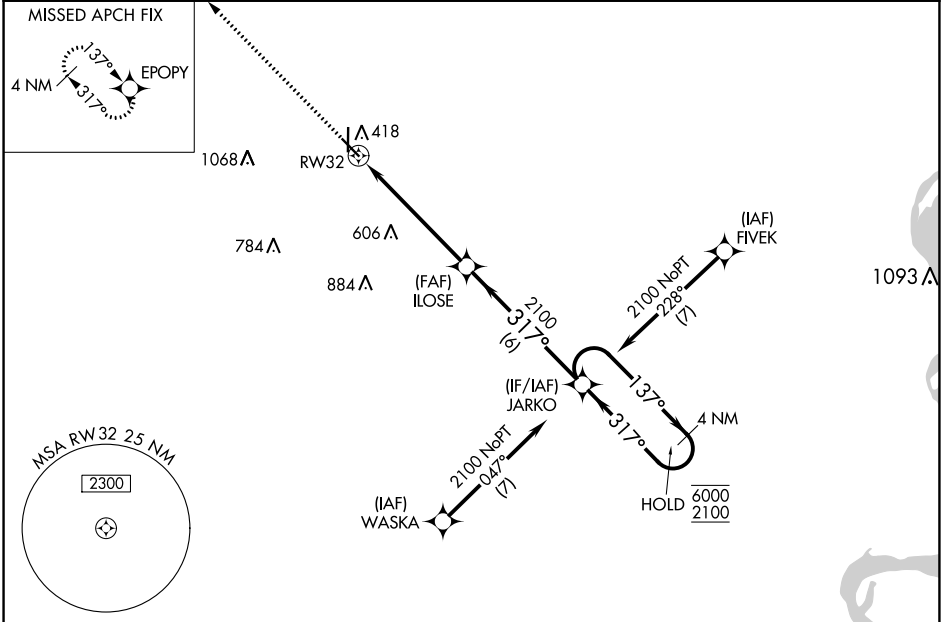 MISSED APCH FIX
137°
EPOPY
4 NM
317°
418
1068
RW32
606
784
884
(IAF)
FIVEK
1093
(FAF)
ILOSE
2100 NoPT
228°
(7)
2100
317°
(6)
(IF/IAF)
JARKO
137°
317°
4 NM
HOLD 6000
2100
2100 NoPT
047°
(7)
(IAF)
WASKA
MSA RW32 25 NM
2300